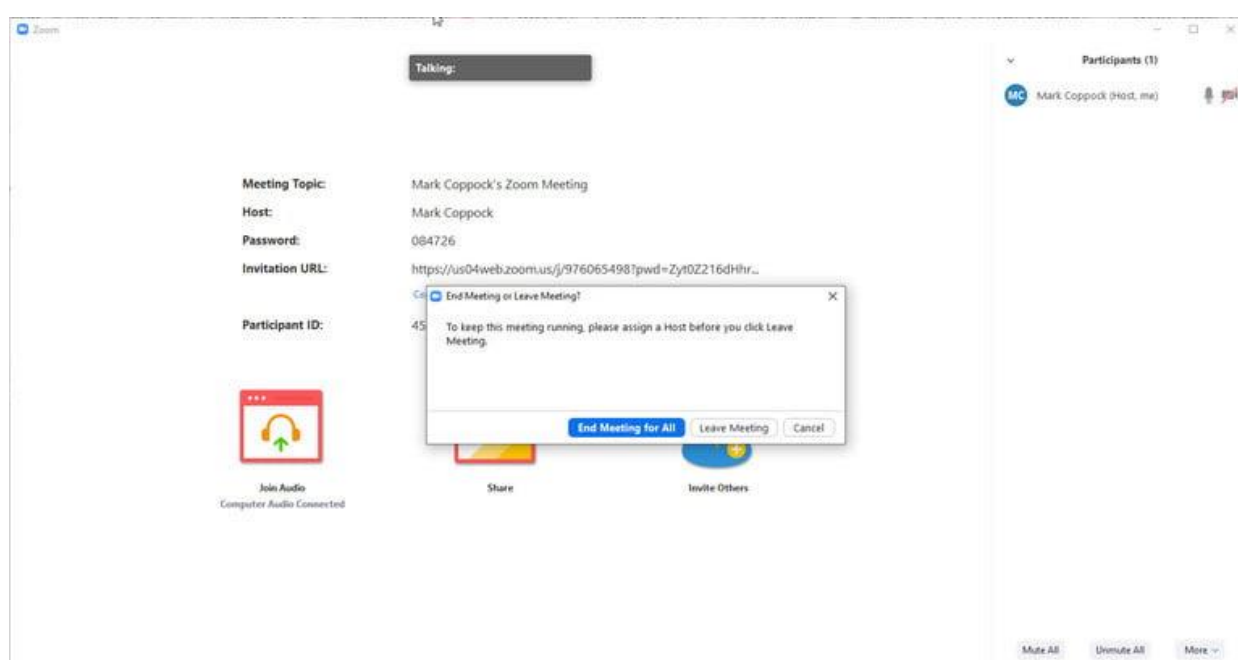 Zoom
Talking:
Participants (1)
MC Mark Coppock (Host, me)
Meeting Topic: Mark Coppock's Zoom Meeting
Host: Mark Coppock
Password: 084726
Invitation URL: https://us04web.zoom.us/j/976065498?pwd=Zyt0Z216dHhr...
End Meeting or Leave Meeting?
Participant ID: 45
To keep this meeting running, please assign a Host before you click Leave
Meeting.
End Meeting for All Leave Meeting Cancel
Join Audio Share Invite Others
Computer Audio Connected
Mute All Unmute All More